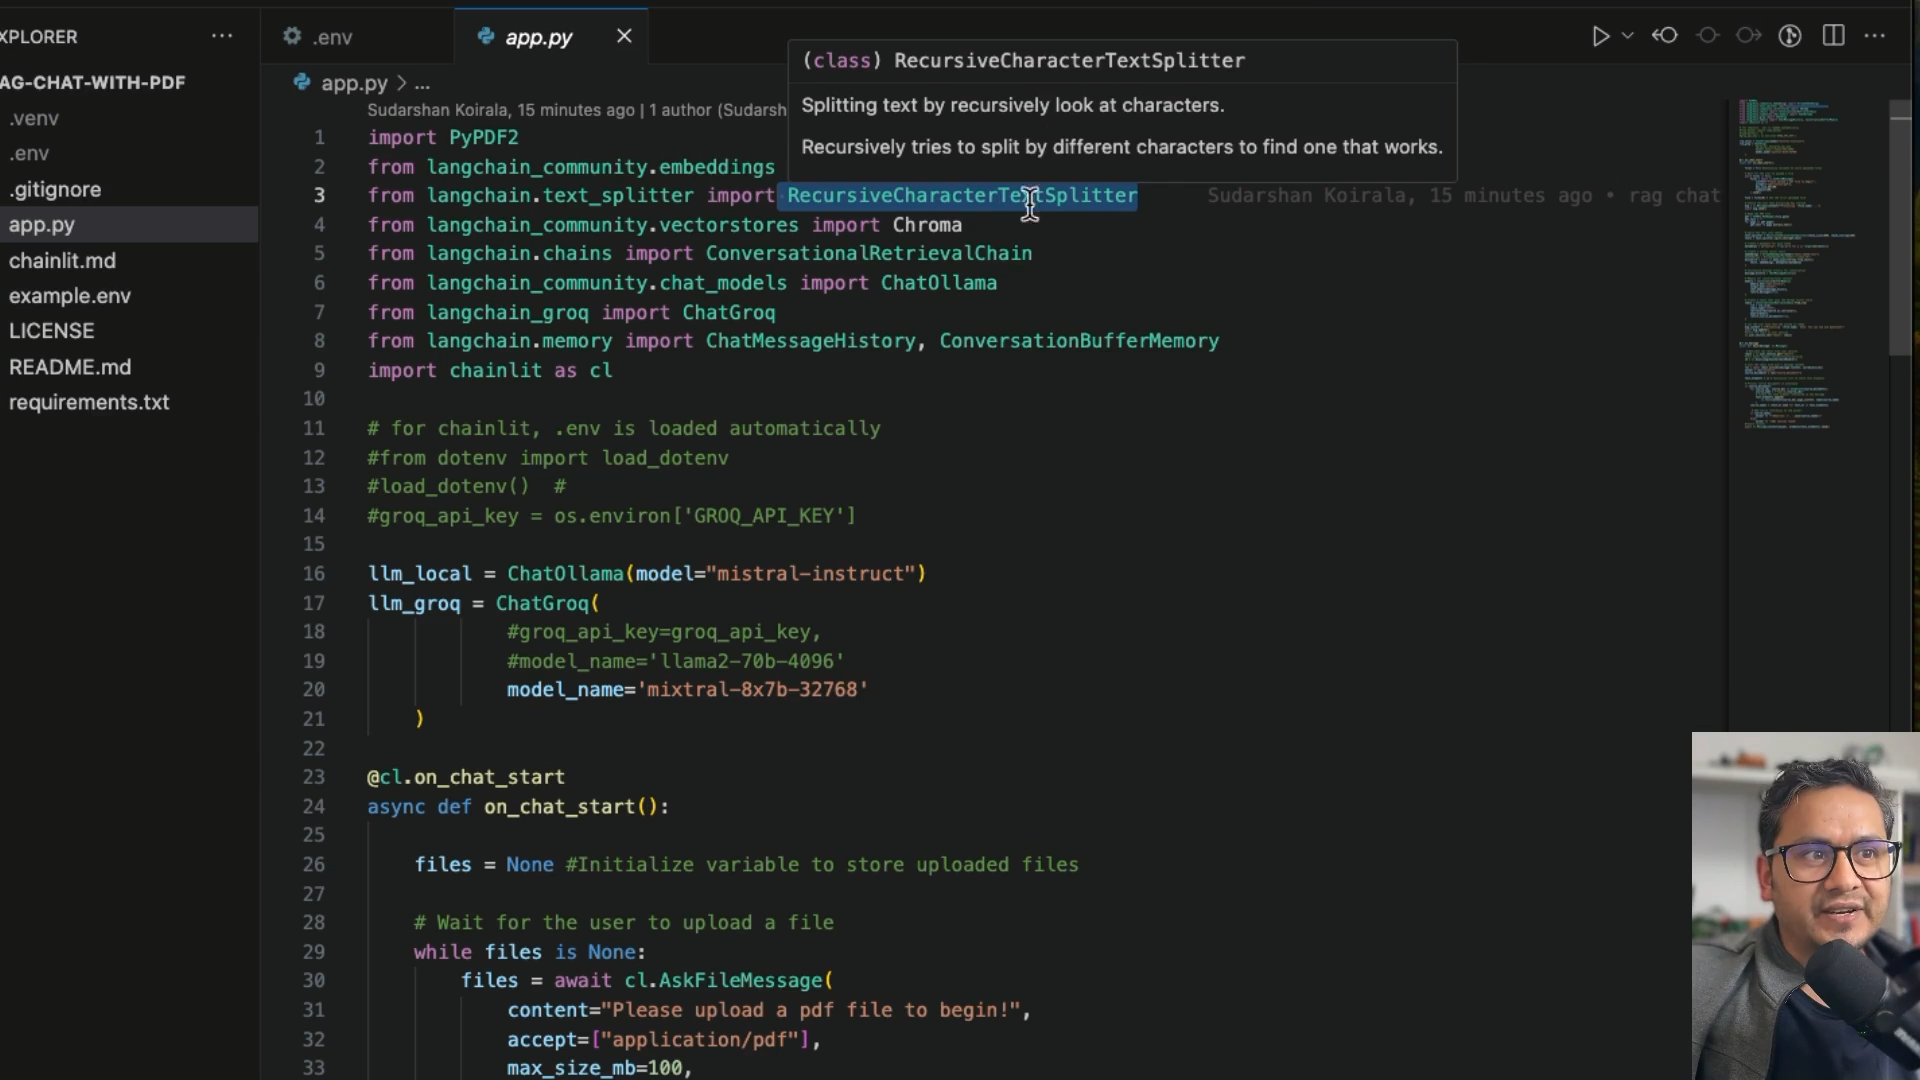 XPLORER
...
.env
app.py
AG-CHAT-WITH-PDF
.venv
.env
.gitignore
app.py
chainlit.md
example.env
LICENSE
README.md
requirements.txt
app.py > ...
Sudarshan Koirala, 15 minutes ago | 1 author (Sudarsh
(class) RecursiveCharacterTextSplitter
Splitting text by recursively look at characters.
Recursively tries to split by different characters to find one that works.
1 import PyPDF2
2 from langchain_community.embeddings
3 from langchain.text_splitter import RecursiveCharacterTextSplitter Sudarshan Koirala, 15 minutes ago • rag chat
4 from langchain_community.vectorstores import Chroma
5 from langchain.chains import ConversationalRetrievalChain
6 from langchain_community.chat_models import ChatOllama
7 from langchain_groq import ChatGroq
8 from langchain.memory import ChatMessageHistory, ConversationBufferMemory
9 import chainlit as cl
10
11 # for chainlit, .env is loaded automatically
12 #from dotenv import load_dotenv
13 #load_dotenv()  #
14 #groq_api_key = os.environ['GROQ_API_KEY']
15
16 llm_local = ChatOllama(model="mistral-instruct")
17 llm_groq = ChatGroq(
18 #groq_api_key=groq_api_key,
19 #model_name='llama2-70b-4096'
20 model_name='mixtral-8x7b-32768'
21 )
22
23 @cl.on_chat_start
24 async def on_chat_start():
25
26 files = None #Initialize variable to store uploaded files
27
28 # Wait for the user to upload a file
29 while files is None:
30 files = await cl.AskFileMessage(
31 content="Please upload a pdf file to begin!",
32 accept=["application/pdf"],
33 max_size_mb=100,